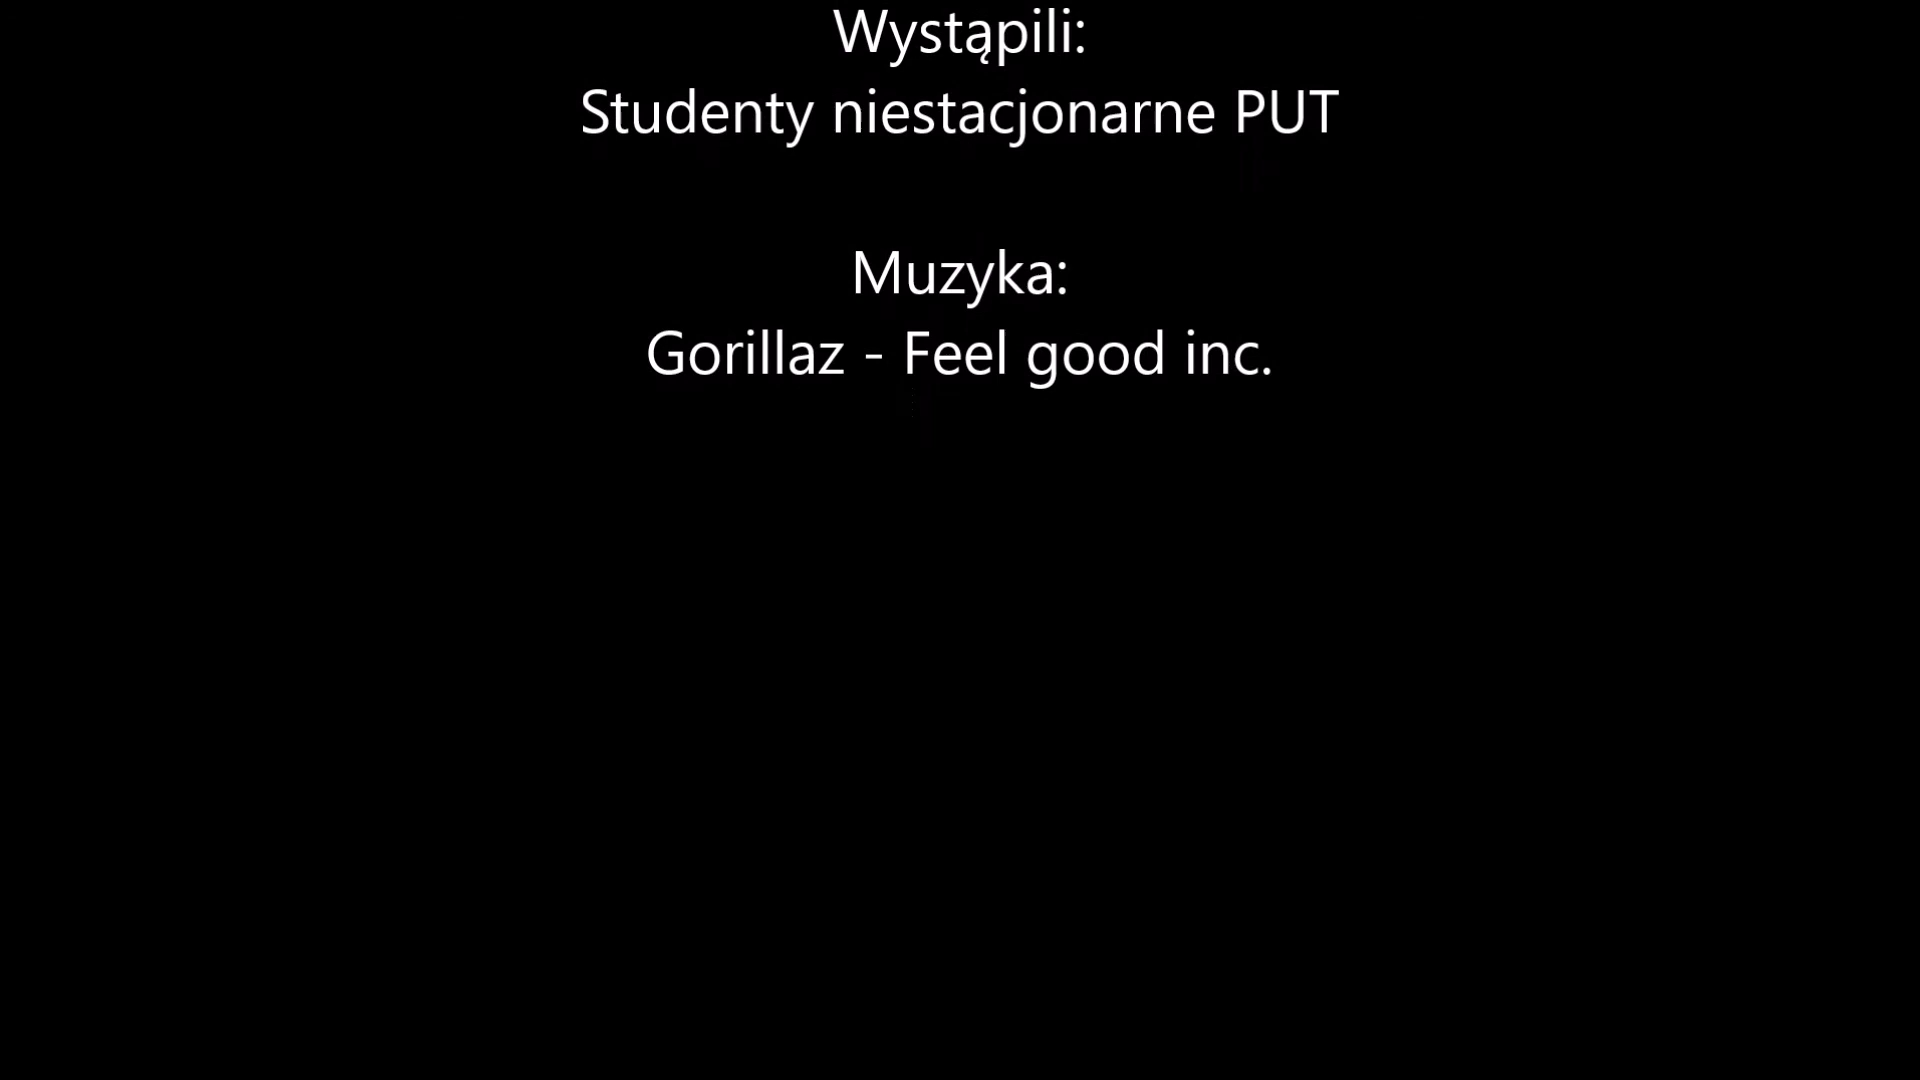 Wystąpili:
Studenty niestacjonarne PUT
Muzyka:
Gorillaz - Feel good inc.